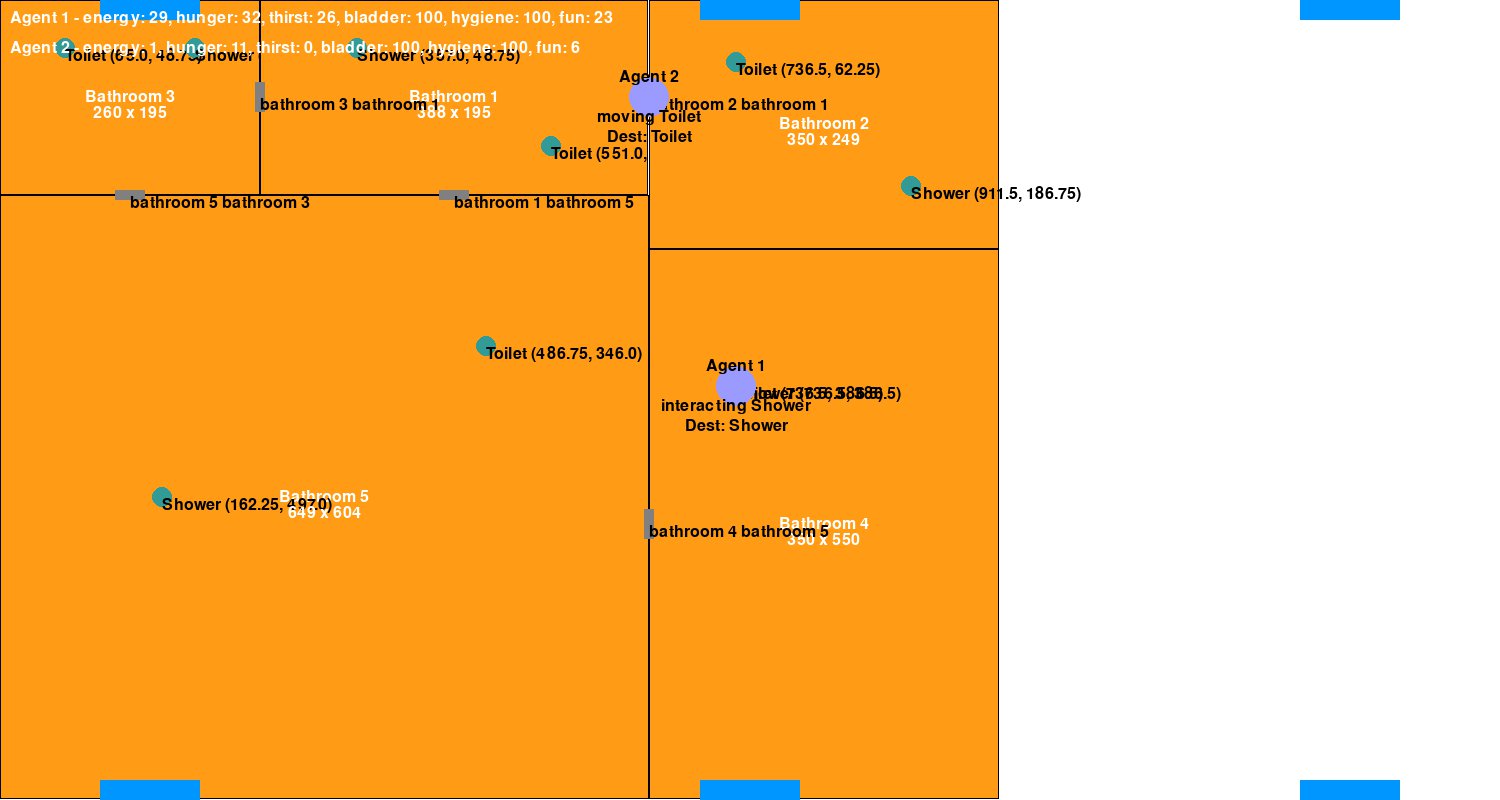 Agent 1 - energy: 29, hunger: 32, thirst: 26, bladder: 100, hygiene: 100, fun: 23
Agent 2 - energy: 1, hunger: 11, thirst: 0, bladder: 100, hygiene: 100, fun: 6
Toilet (65.0, 48.75)
Shower
Shower (357.0, 48.75)
Toilet (736.5, 62.25)
Agent 2
Bathroom 3
260 x 195
bathroom 3 bathroom 1
Bathroom 1
388 x 195
bathroom 2 bathroom 1
moving Toilet
Dest: Toilet
Bathroom 2
350 x 249
Toilet (551.0,
Shower (911.5, 186.75)
bathroom 5 bathroom 3
bathroom 1 bathroom 5
Toilet (486.75, 346.0)
Agent 1
interacting Shower
Dest: Shower
Shower (162.25, 497.0)
Bathroom 5
649 x 604
bathroom 4 bathroom 5
Bathroom 4
350 x 550